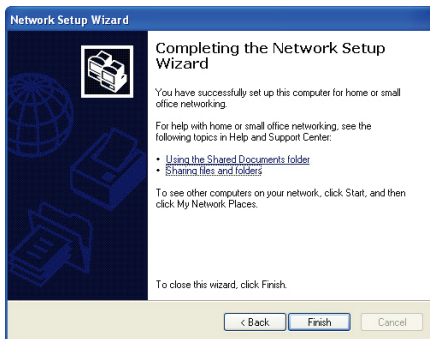 Network Setup Wizard
Completing the Network Setup
Wizard
You have successfully set up this computer for home or small
office networking.
For help with home or small office networking, see the
following topics in Help and Support Center:
• Using the Shared Documents folder
• Sharing files and folders
To see other computers on your network, click Start, and then
click My Network Places.
To close this wizard, click Finish.
< Back Finish Cancel